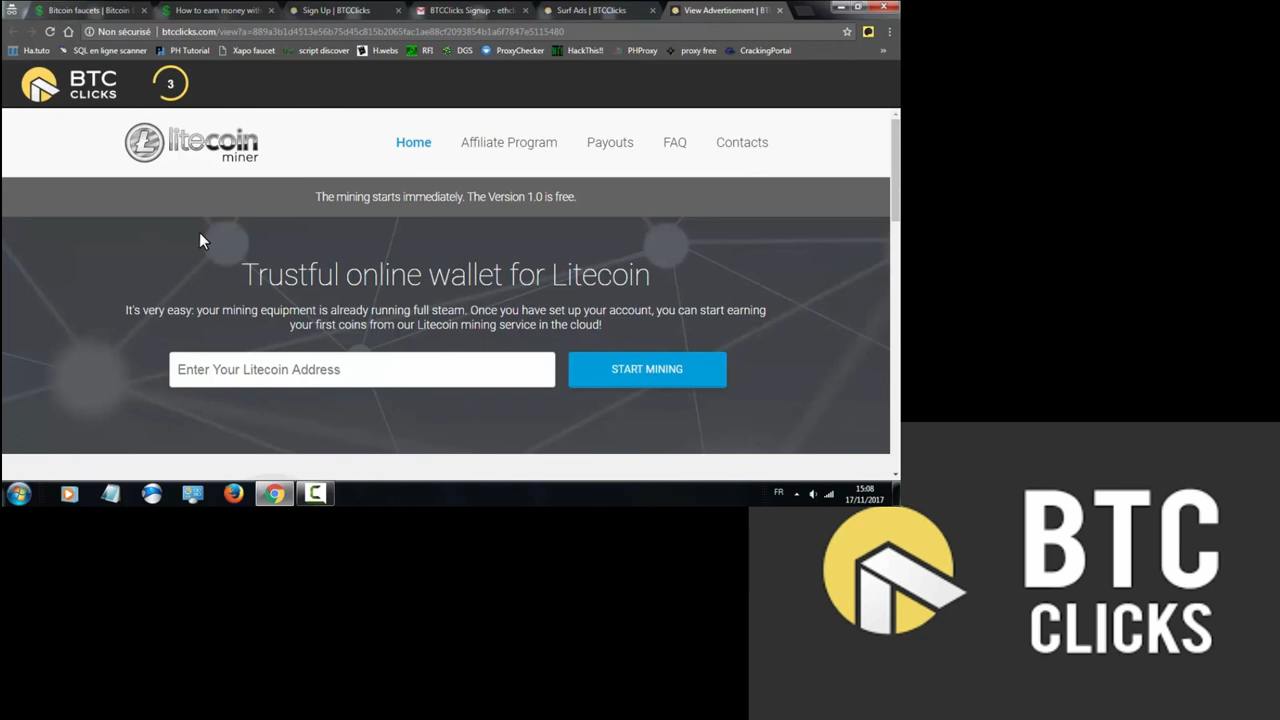 Bitcoin faucets | Bitcoin
How to earn money with
Sign Up | BTCClicks
BTCClicks Signup - ethcl
Surf Ads | BTCClicks
View Advertisement | BT
Non sécurisé | btcclicks.com/view?a=889a3b1d4513e56b75d45c815b2065fac1ae88cf2093854b1a6f7847e5115480
Ha.tuto
SQL en ligne scanner
PH Tutorial
Xapo faucet
script discover
H.webs
RFI
DGS
ProxyChecker
HackThis!!
PHProxy
proxy free
CrackingPortal
»
BTC
CLICKS
3
litecoin
miner
Home
Affiliate Program
Payouts
FAQ
Contacts
The mining starts immediately. The Version 1.0 is free.
Trustful online wallet for Litecoin
It's very easy: your mining equipment is already running full steam. Once you have set up your account, you can start earning
your first coins from our Litecoin mining service in the cloud!
Enter Your Litecoin Address
START MINING
FR
15:08
17/11/2017
BTC
CLICKS